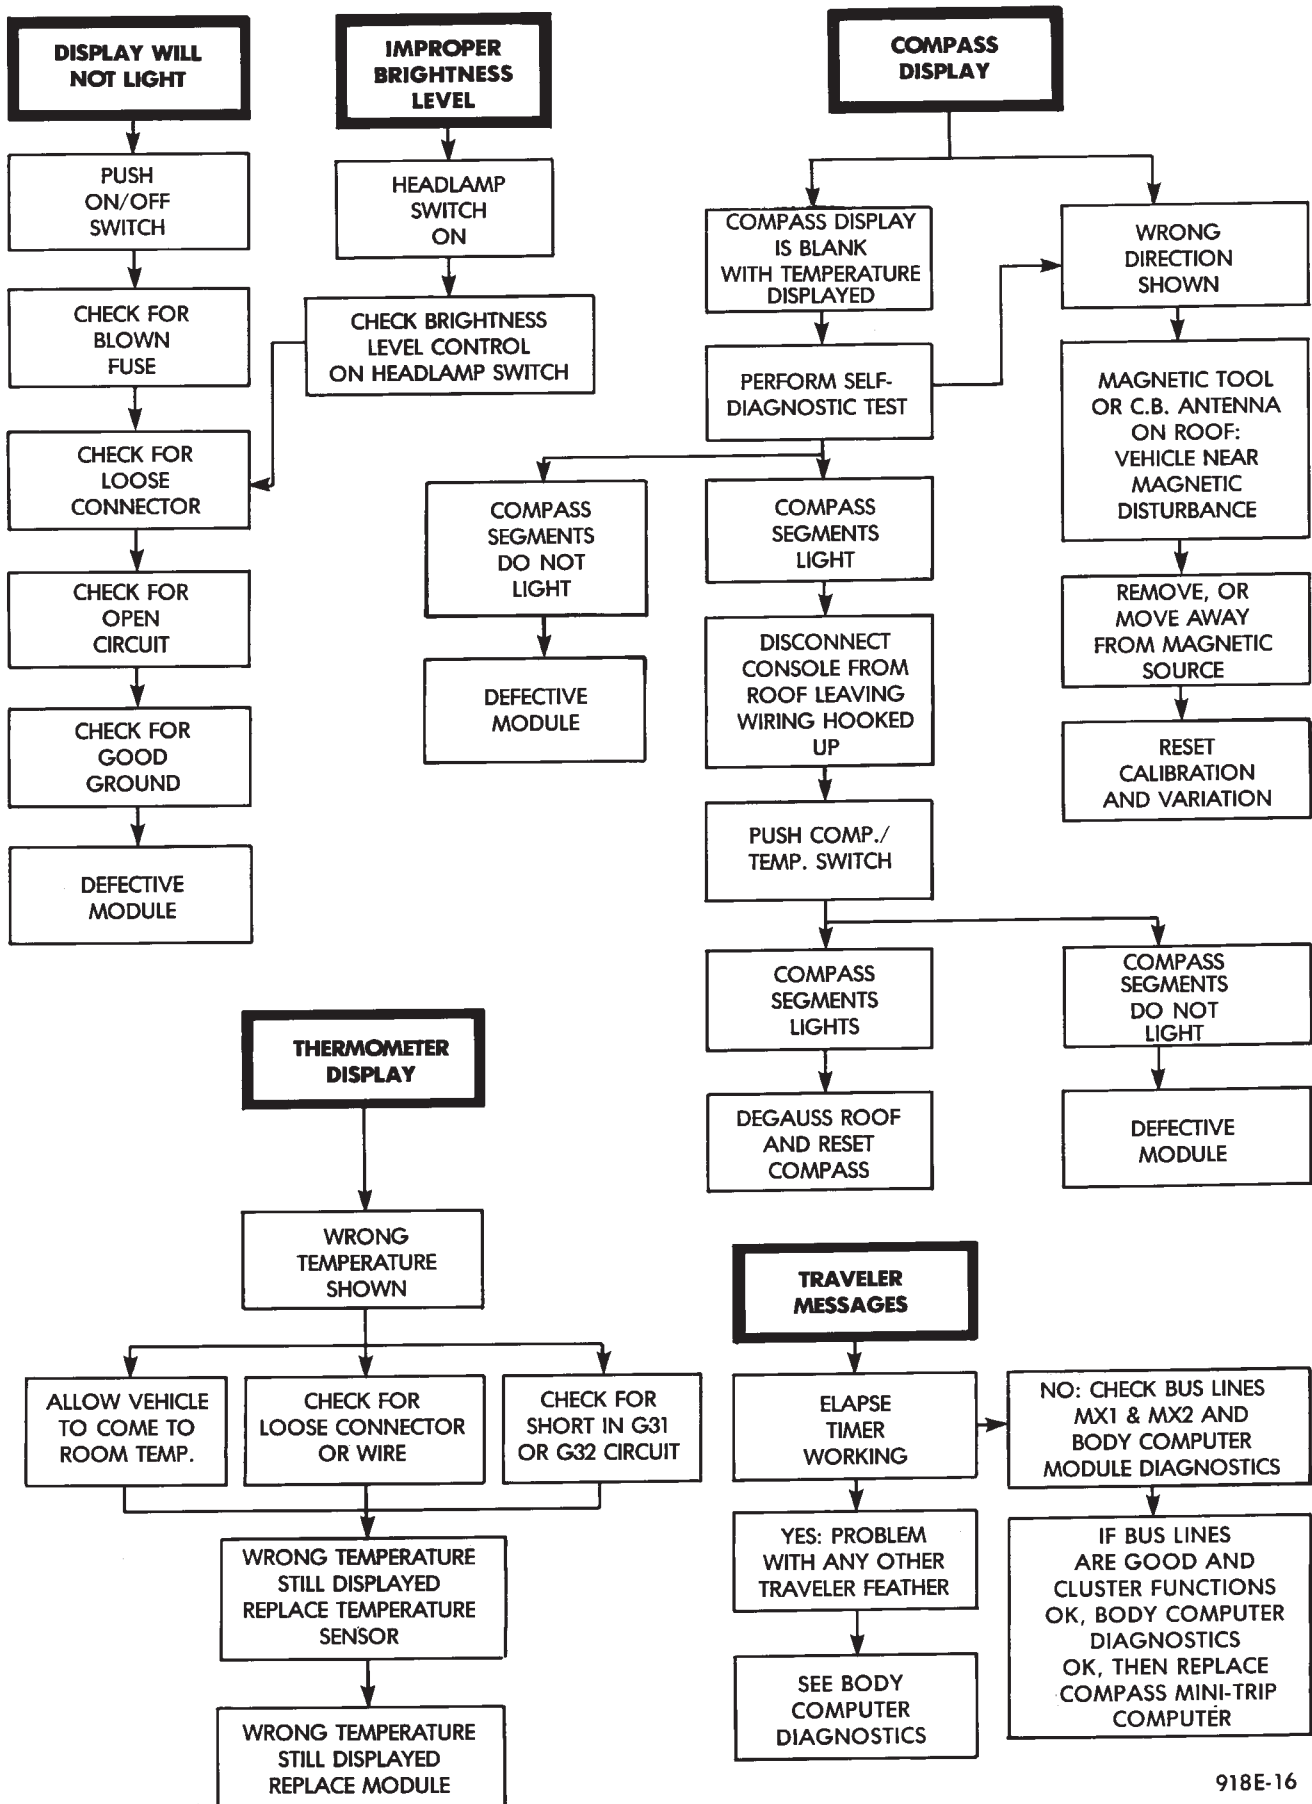 DISPLAY WILL
NOT LIGHT
PUSH
ON/OFF
SWITCH
CHECK FOR
BLOWN
FUSE
CHECK FOR
LOOSE
CONNECTOR
CHECK FOR
OPEN
CIRCUIT
CHECK FOR
GOOD
GROUND
DEFECTIVE
MODULE
IMPROPER
BRIGHTNESS
LEVEL
HEADLAMP
SWITCH
ON
CHECK BRIGHTNESS
LEVEL CONTROL
ON HEADLAMP SWITCH
COMPASS
DISPLAY
COMPASS DISPLAY
IS BLANK
WITH TEMPERATURE
DISPLAYED
PERFORM SELF-
DIAGNOSTIC TEST
COMPASS
SEGMENTS
DO NOT
LIGHT
DEFECTIVE
MODULE
COMPASS
SEGMENTS
LIGHT
DISCONNECT
CONSOLE FROM
ROOF LEAVING
WIRING HOOKED
UP
PUSH COMP./
TEMP. SWITCH
COMPASS
SEGMENTS
LIGHTS
DEGAUSS ROOF
AND RESET
COMPASS
COMPASS
SEGMENTS
DO NOT
LIGHT
DEFECTIVE
MODULE
WRONG
DIRECTION
SHOWN
MAGNETIC TOOL
OR C.B. ANTENNA
ON ROOF:
VEHICLE NEAR
MAGNETIC
DISTURBANCE
REMOVE, OR
MOVE AWAY
FROM MAGNETIC
SOURCE
RESET
CALIBRATION
AND VARIATION
THERMOMETER
DISPLAY
WRONG
TEMPERATURE
SHOWN
ALLOW VEHICLE
TO COME TO
ROOM TEMP.
CHECK FOR
LOOSE CONNECTOR
OR WIRE
CHECK FOR
SHORT IN G31
OR G32 CIRCUIT
WRONG TEMPERATURE
STILL DISPLAYED
REPLACE TEMPERATURE
SENSOR
WRONG TEMPERATURE
STILL DISPLAYED
REPLACE MODULE
TRAVELER
MESSAGES
ELAPSE
TIMER
WORKING
YES: PROBLEM
WITH ANY OTHER
TRAVELER FEATHER
SEE BODY
COMPUTER
DIAGNOSTICS
NO: CHECK BUS LINES
MX1 & MX2 AND
BODY COMPUTER
MODULE DIAGNOSTICS
IF BUS LINES
ARE GOOD AND
CLUSTER FUNCTIONS
OK, BODY COMPUTER
DIAGNOSTICS
OK, THEN REPLACE
COMPASS MINI-TRIP
COMPUTER
918E-16